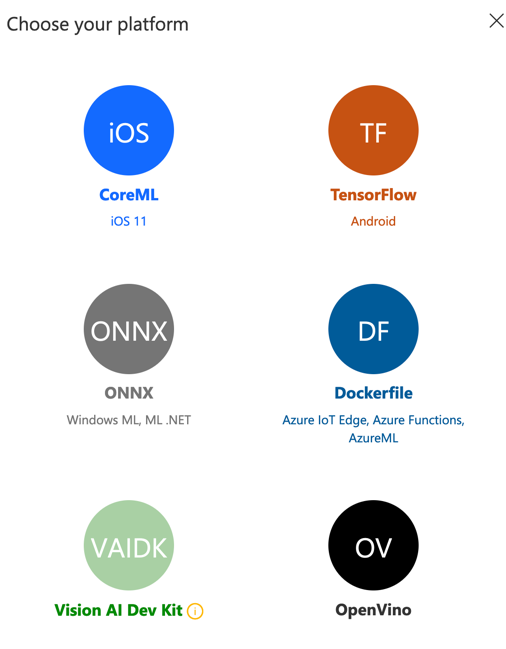 Choose your platform
iOS
CoreML
iOS 11
TF
TensorFlow
Android
ONNX
ONNX
Windows ML, ML .NET
DF
Dockerfile
Azure IoT Edge, Azure Functions,
AzureML
VAIDK
Vision AI Dev Kit
OV
OpenVino